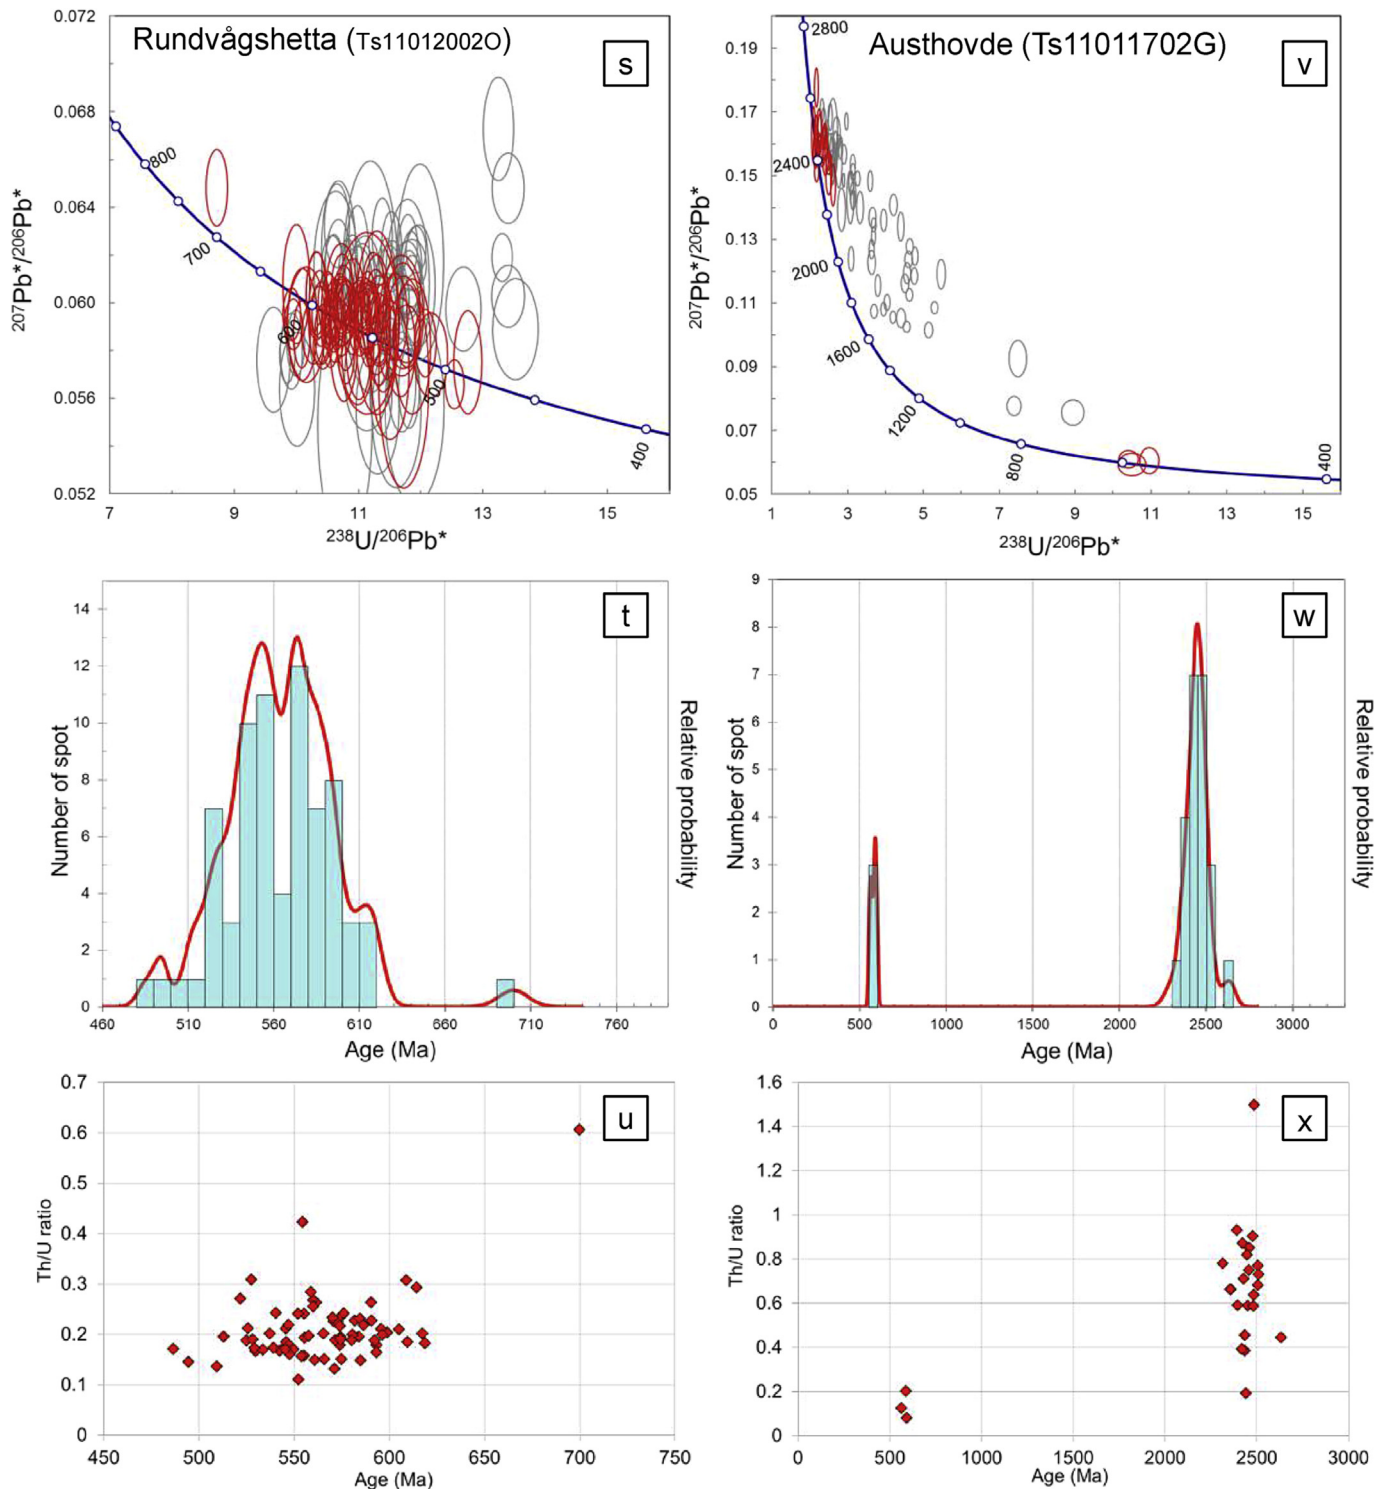 Rundvågshetta (Ts11012002O)
s
0.072
0.068
0.064
0.060
0.056
0.052
207Pb*/206Pb*
800
700
600
500
400
7 9 11 13 15
238U/206Pb*
Austhovde (Ts11011702G)
v
0.19
0.17
0.15
0.13
0.11
0.09
0.07
0.05
207Pb*/206Pb*
2800
2400
2000
1600
1200
800
400
1 3 5 7 9 11 13 15
238U/206Pb*
t
14
12
10
8
6
4
2
0
Number of spot
Relative probability
460 510 560 610 660 710 760
Age (Ma)
w
9
8
7
6
5
4
3
2
1
0
Number of spot
Relative probability
0 500 1000 1500 2000 2500 3000
Age (Ma)
u
0.7
0.6
0.5
0.4
0.3
0.2
0.1
0
Th/U ratio
450 500 550 600 650 700 750
Age (Ma)
x
1.6
1.4
1.2
1
0.8
0.6
0.4
0.2
0
Th/U ratio
0 500 1000 1500 2000 2500 3000
Age (Ma)